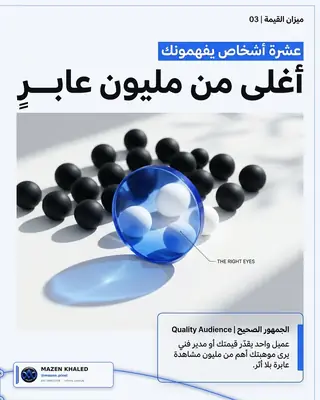 ميزان القيمة | 03
عشرة أشخاص يفهمونك
أغلى من مليون عابرٍ
THE RIGHT EYES
الجمهور الصحيح | Quality Audience
عميل واحد يقدّر قيمتك أو مدير فني
يرى موهبتك أهم من مليون مشاهدة
عابرة بلا أثر.
MAZEN KHALED